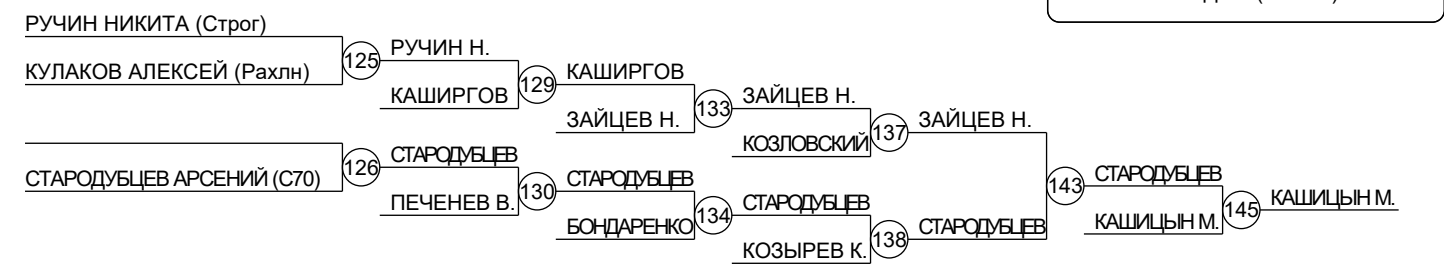 РУЧИН НИКИТА (Строг)
КУЛАКОВ АЛЕКСЕЙ (Рахлн)
125
РУЧИН Н.
КАШИРГОВ
129
КАШИРГОВ
ЗАЙЦЕВ Н.
133
ЗАЙЦЕВ Н.
КОЗЛОВСКИЙ
137
ЗАЙЦЕВ Н.
СТАРОДУБЦЕВ АРСЕНИЙ (С70)
126
СТАРОДУБЦЕВ
ПЕЧЕНЕВ В.
130
СТАРОДУБЦЕВ
БОНДАРЕНКО
134
СТАРОДУБЦЕВ
КОЗЫРЕВ К.
138
СТАРОДУБЦЕВ
143
СТАРОДУБЦЕВ
КАШИЦЫН М.
145
КАШИЦЫН М.